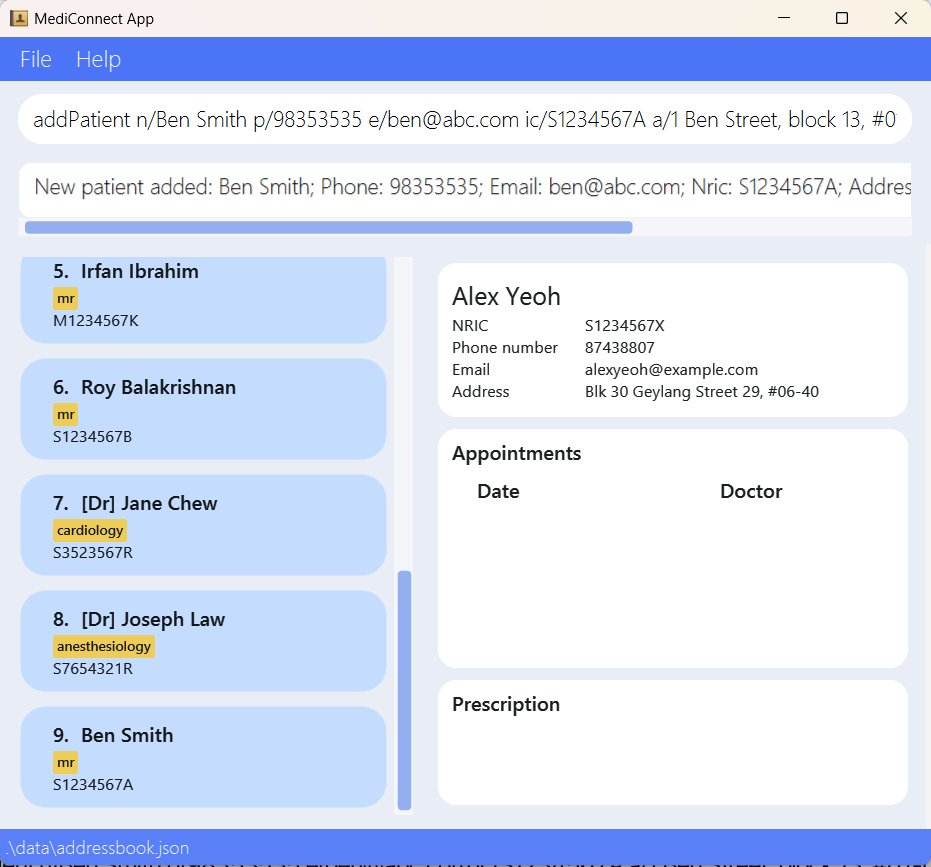 MediConnect App
File Help
addPatient n/Ben Smith p/98353535 e/ben@abc.com ic/S1234567A a/1 Ben Street, block 13, #0
New patient added: Ben Smith; Phone: 98353535; Email: ben@abc.com; Nric: S1234567A; Addres
5. Irfan Ibrahim
mr
M1234567K
6. Roy Balakrishnan
mr
S1234567B
7. [Dr] Jane Chew
cardiology
S3523567R
8. [Dr] Joseph Law
anesthesiology
S7654321R
9. Ben Smith
mr
S1234567A
Alex Yeoh
NRIC S1234567X
Phone number 87438807
Email alexyeoh@example.com
Address Blk 30 Geylang Street 29, #06-40
Appointments
Date Doctor
Prescription
.\data\addressbook.json